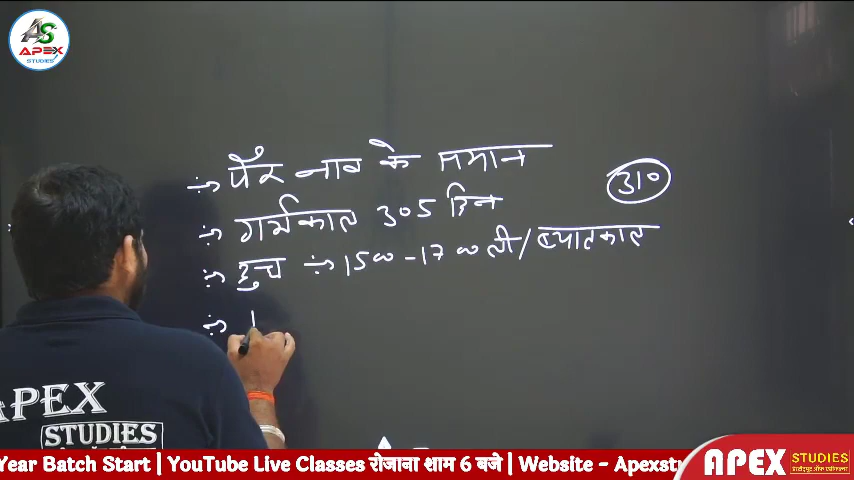 AS
APEX
STUDIES
पैर नाव के समान
310
गर्भकाल 305 दिन
दुध → 1500-1700 ली/ब्यातकाल
APEX
STUDIES
Year Batch Start | YouTube Live Classes रोजाना शाम 6 बजे | Website - Apexstu
APEX STUDIES